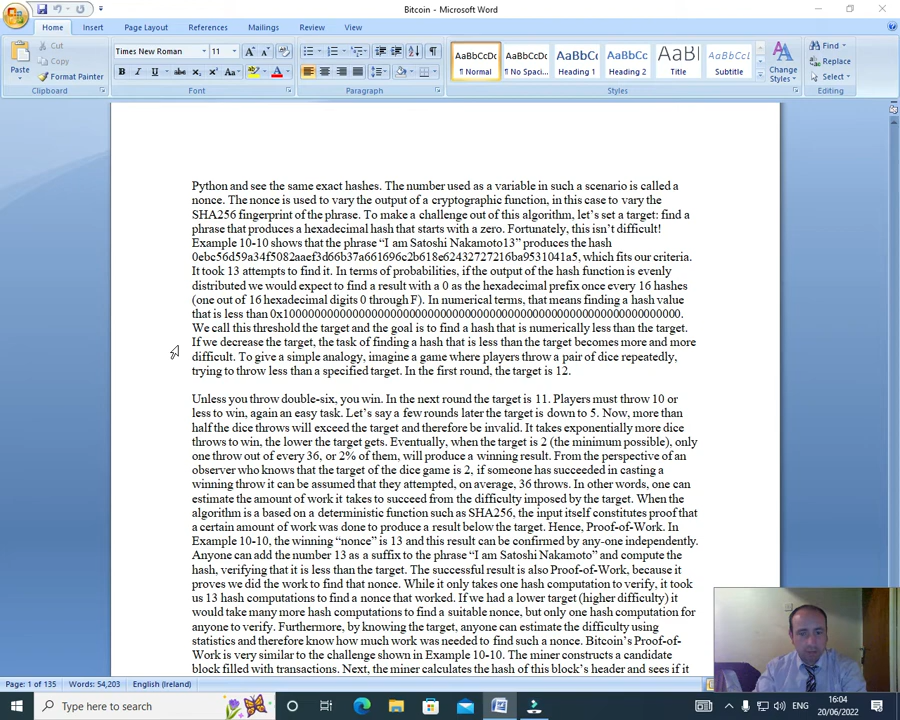 Bitcoin - Microsoft Word
Home Insert Page Layout References Mailings Review View
Paste
Cut
Copy
Format Painter
Clipboard
Times New Roman 11
Font
Paragraph
AaBbCcDc AaBbCcDc AaBbC AaBbCc AaBl AaBbCcl
¶ Normal ¶ No Spaci... Heading 1 Heading 2 Title Subtitle
Styles
Change
Styles
Find
Replace
Select
Editing
Python and see the same exact hashes. The number used as a variable in such a scenario is called a
nonce. The nonce is used to vary the output of a cryptographic function, in this case to vary the
SHA256 fingerprint of the phrase. To make a challenge out of this algorithm, let’s set a target: find a
phrase that produces a hexadecimal hash that starts with a zero. Fortunately, this isn’t difficult!
Example 10-10 shows that the phrase “I am Satoshi Nakamoto13” produces the hash
0ebc56d59a34f5082aaef3d66b37a661696c2b618e62432727216ba9531041a5, which fits our criteria.
It took 13 attempts to find it. In terms of probabilities, if the output of the hash function is evenly
distributed we would expect to find a result with a 0 as the hexadecimal prefix once every 16 hashes
(one out of 16 hexadecimal digits 0 through F). In numerical terms, that means finding a hash value
that is less than 0x1000000000000000000000000000000000000000000000000000000000000000.
We call this threshold the target and the goal is to find a hash that is numerically less than the target.
If we decrease the target, the task of finding a hash that is less than the target becomes more and more
difficult. To give a simple analogy, imagine a game where players throw a pair of dice repeatedly,
trying to throw less than a specified target. In the first round, the target is 12.
Unless you throw double-six, you win. In the next round the target is 11. Players must throw 10 or
less to win, again an easy task. Let’s say a few rounds later the target is down to 5. Now, more than
half the dice throws will exceed the target and therefore be invalid. It takes exponentially more dice
throws to win, the lower the target gets. Eventually, when the target is 2 (the minimum possible), only
one throw out of every 36, or 2% of them, will produce a winning result. From the perspective of an
observer who knows that the target of the dice game is 2, if someone has succeeded in casting a
winning throw it can be assumed that they attempted, on average, 36 throws. In other words, one can
estimate the amount of work it takes to succeed from the difficulty imposed by the target. When the
algorithm is a based on a deterministic function such as SHA256, the input itself constitutes proof that
a certain amount of work was done to produce a result below the target. Hence, Proof-of-Work. In
Example 10-10, the winning “nonce” is 13 and this result can be confirmed by any-one independently.
Anyone can add the number 13 as a suffix to the phrase “I am Satoshi Nakamoto” and compute the
hash, verifying that it is less than the target. The successful result is also Proof-of-Work, because it
proves we did the work to find that nonce. While it only takes one hash computation to verify, it took
us 13 hash computations to find a nonce that worked. If we had a lower target (higher difficulty) it
would take many more hash computations to find a suitable nonce, but only one hash computation for
anyone to verify. Furthermore, by knowing the target, anyone can estimate the difficulty using
statistics and therefore know how much work was needed to find such a nonce. Bitcoin’s Proof-of-
Work is very similar to the challenge shown in Example 10-10. The miner constructs a candidate
block filled with transactions. Next, the miner calculates the hash of this block’s header and sees if it
Page: 1 of 135 Words: 54,203 English (Ireland)
Type here to search
ENG
16:04
20/06/2022